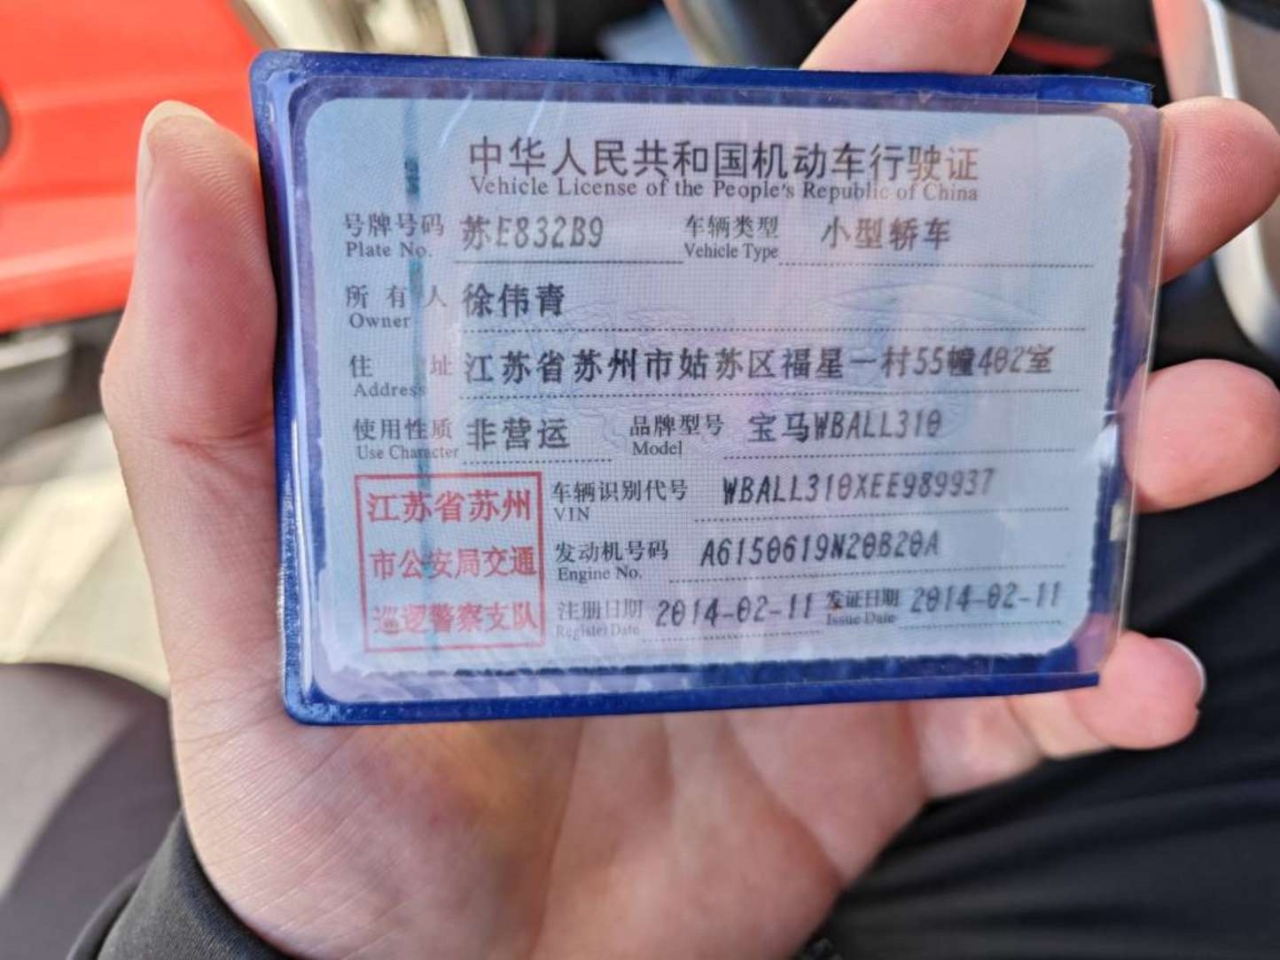 中华人民共和国机动车行驶证
Vehicle License of the People's Republic of China
号牌号码 苏E832B9 车辆类型 小型轿车
Plate No. Vehicle Type
所有人 徐伟青
Owner
住址 江苏省苏州市姑苏区福星一村55幢402室
Address
使用性质 非营运 品牌型号 宝马WBALL310
Use Character Model
江苏省苏州
市公安局交通
巡逻警察支队
车辆识别代号 WBALL310XEE989937
VIN
发动机号码 A6150619N20B20A
Engine No.
注册日期 2014-02-11 发证日期 2014-02-11
Register Date Issue Date